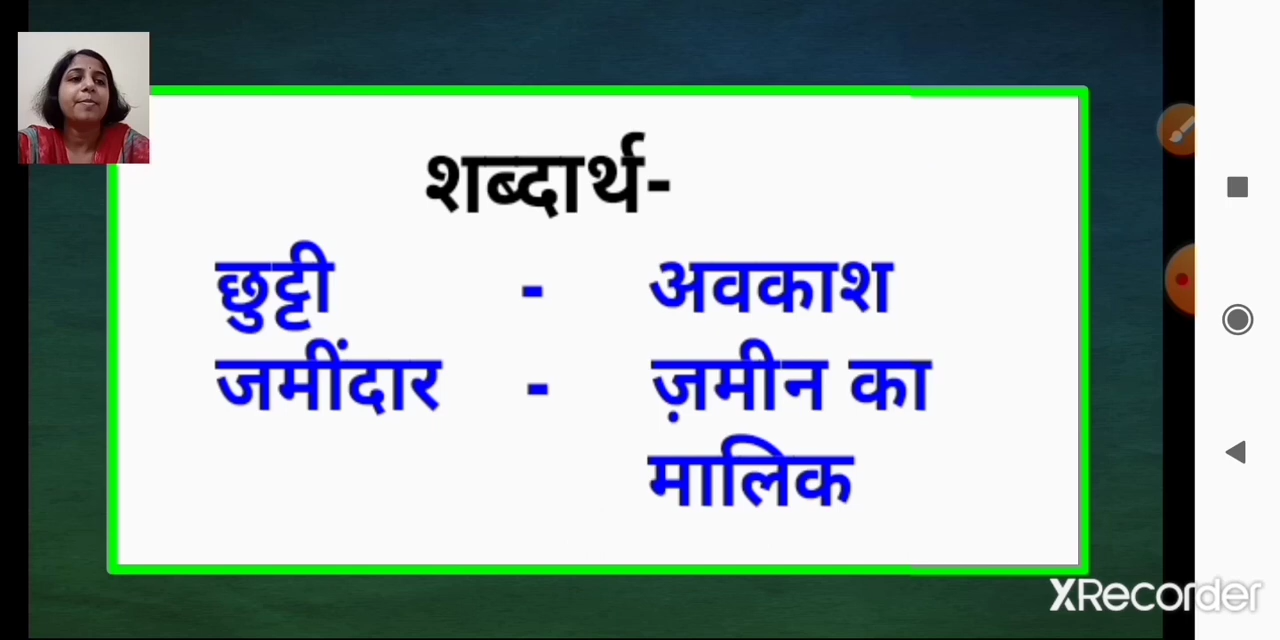 शब्दार्थ-
छुट्टी - अवकाश
जमींदार - ज़मीन का
मालिक
XRecorder